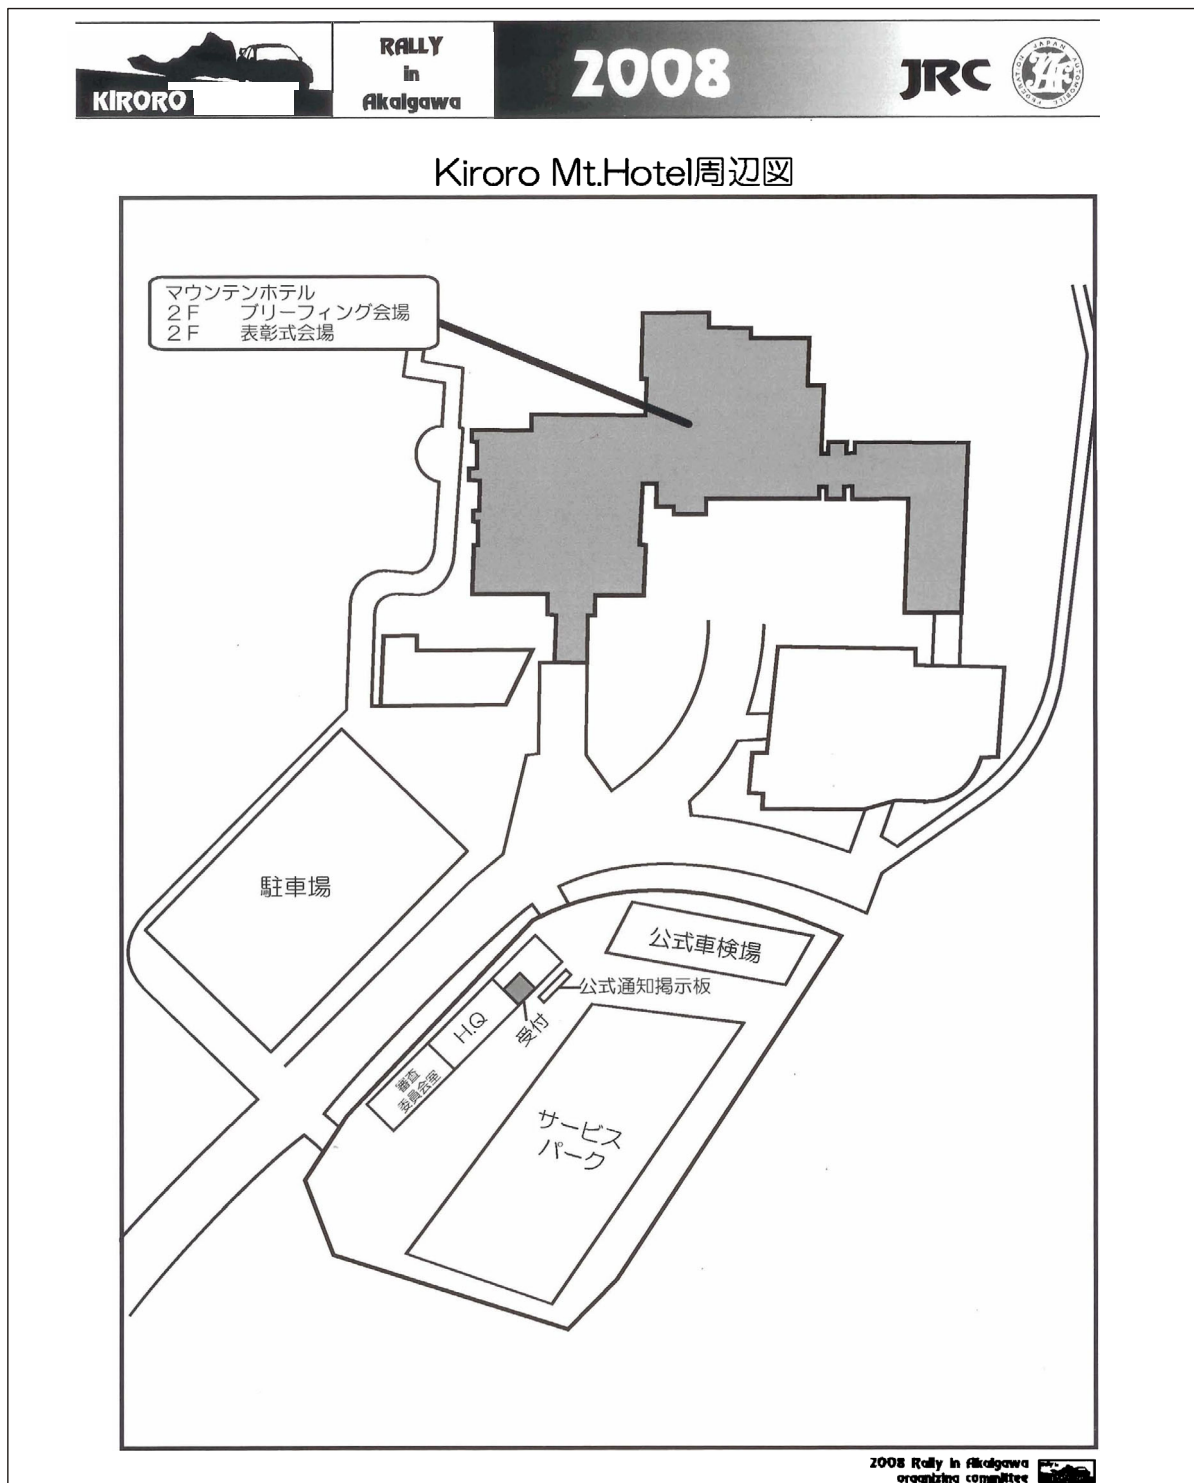 KIRORO
RALLY
in
Akaigawa
2008
JRC
JAPAN AUTOMOBILE FEDERATION
JAF
Kiroro Mt.Hotel周辺図
マウンテンホテル
2F ブリーフィング会場
2F 表彰式会場
駐車場
公式車検場
公式通知掲示板
受付
H.Q
審査
委員会室
サービス
パーク
2008 Rally in Akaigawa
organizing committee